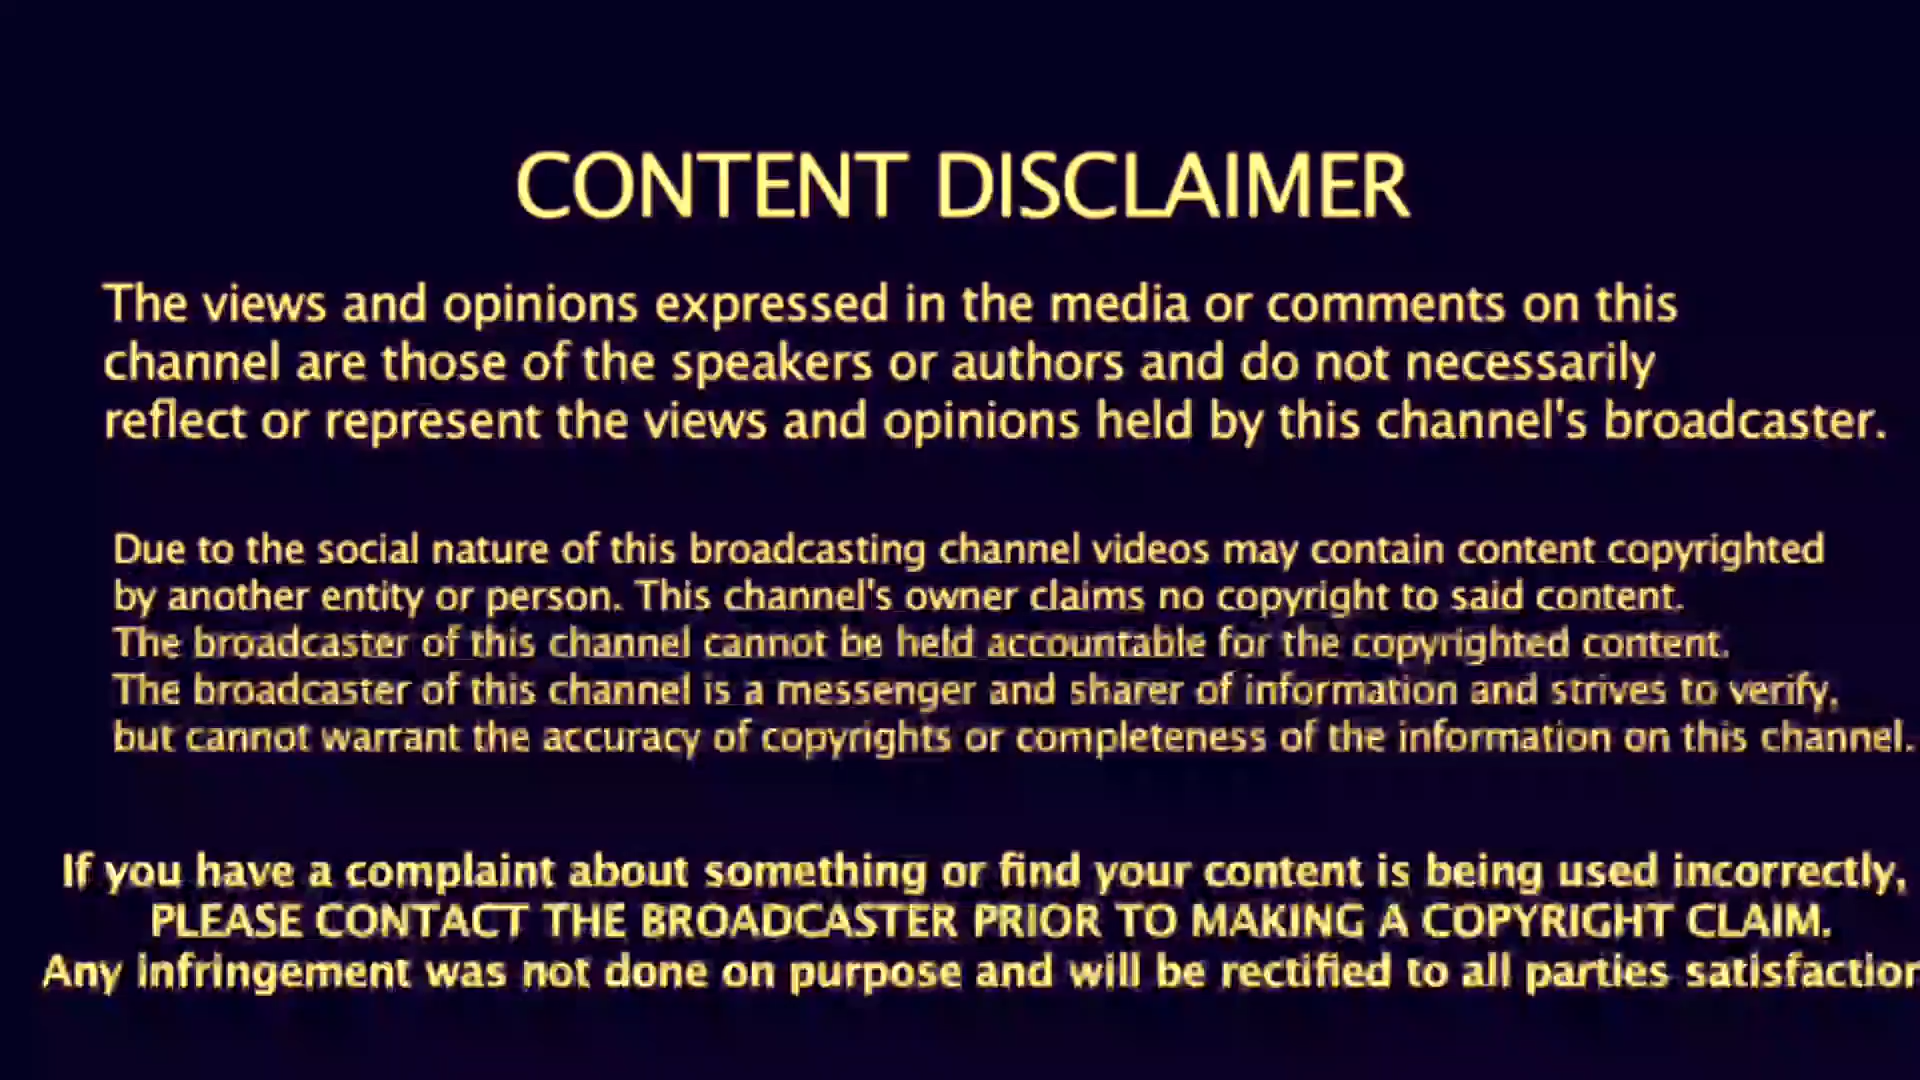 CONTENT DISCLAIMER
The views and opinions expressed in the media or comments on this
channel are those of the speakers or authors and do not necessarily
reflect or represent the views and opinions held by this channel's broadcaster.
Due to the social nature of this broadcasting channel videos may contain content copyrighted
by another entity or person. This channel's owner claims no copyright to said content.
The broadcaster of this channel cannot be held accountable for the copyrighted content.
The broadcaster of this channel is a messenger and sharer of information and strives to verify,
but cannot warrant the accuracy of copyrights or completeness of the information on this channel.
If you have a complaint about something or find your content is being used incorrectly,
PLEASE CONTACT THE BROADCASTER PRIOR TO MAKING A COPYRIGHT CLAIM.
Any infringement was not done on purpose and will be rectified to all parties satisfaction